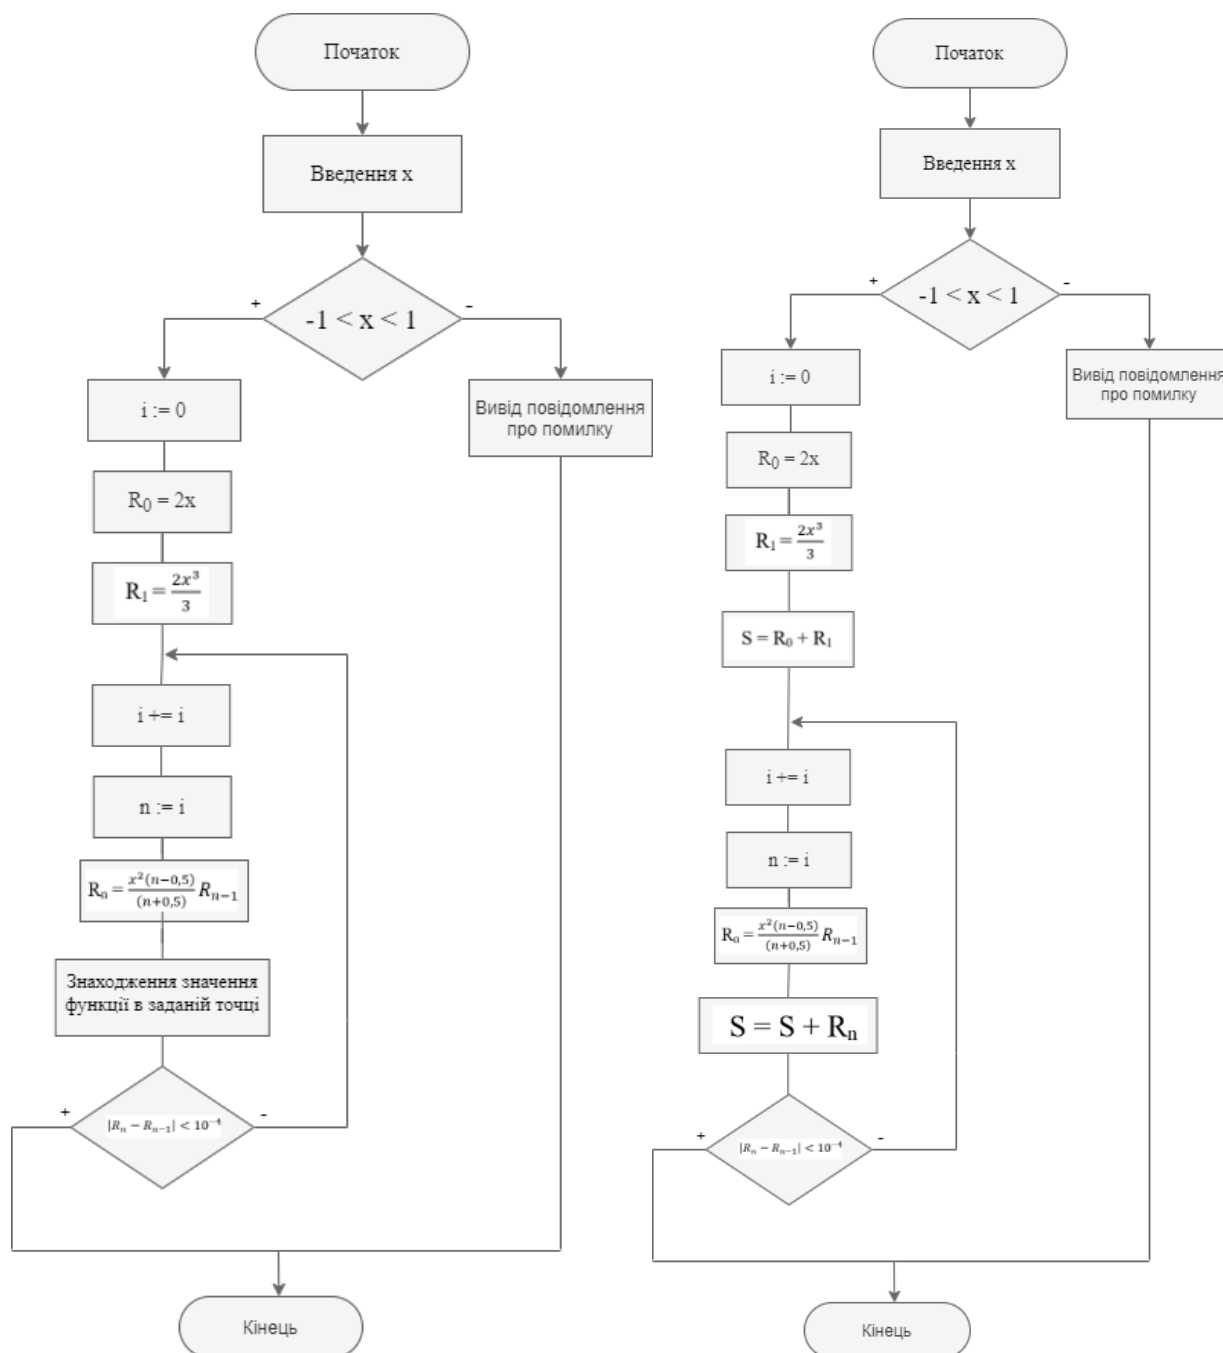 Початок
Введення x
-1 < x < 1
+
-
i := 0
Вивід повідомлення
про помилку
R₀ = 2x
R₁ = 2x³/3
i += i
n := i
Rₙ = x²(n−0,5)/(n+0,5) Rₙ₋₁
Знаходження значення
функції в заданій точці
|Rₙ − Rₙ₋₁| < 10⁻⁴
+
-
Кінець
Початок
Введення x
-1 < x < 1
+
-
i := 0
Вивід повідомлення
про помилку
R₀ = 2x
R₁ = 2x³/3
S = R₀ + R₁
i += i
n := i
Rₙ = x²(n−0,5)/(n+0,5) Rₙ₋₁
S = S + Rₙ
|Rₙ − Rₙ₋₁| < 10⁻⁴
+
-
Кінець